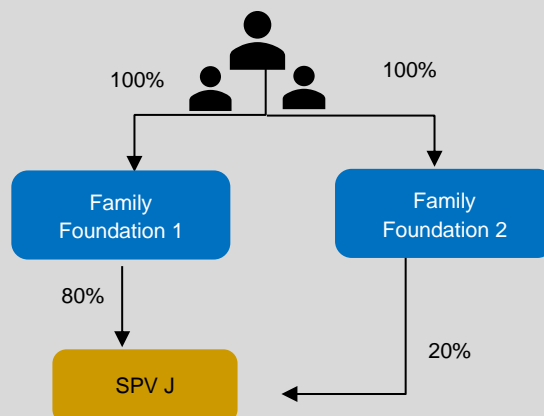 100%
100%
Family
Foundation 1
Family
Foundation 2
80%
20%
SPV J